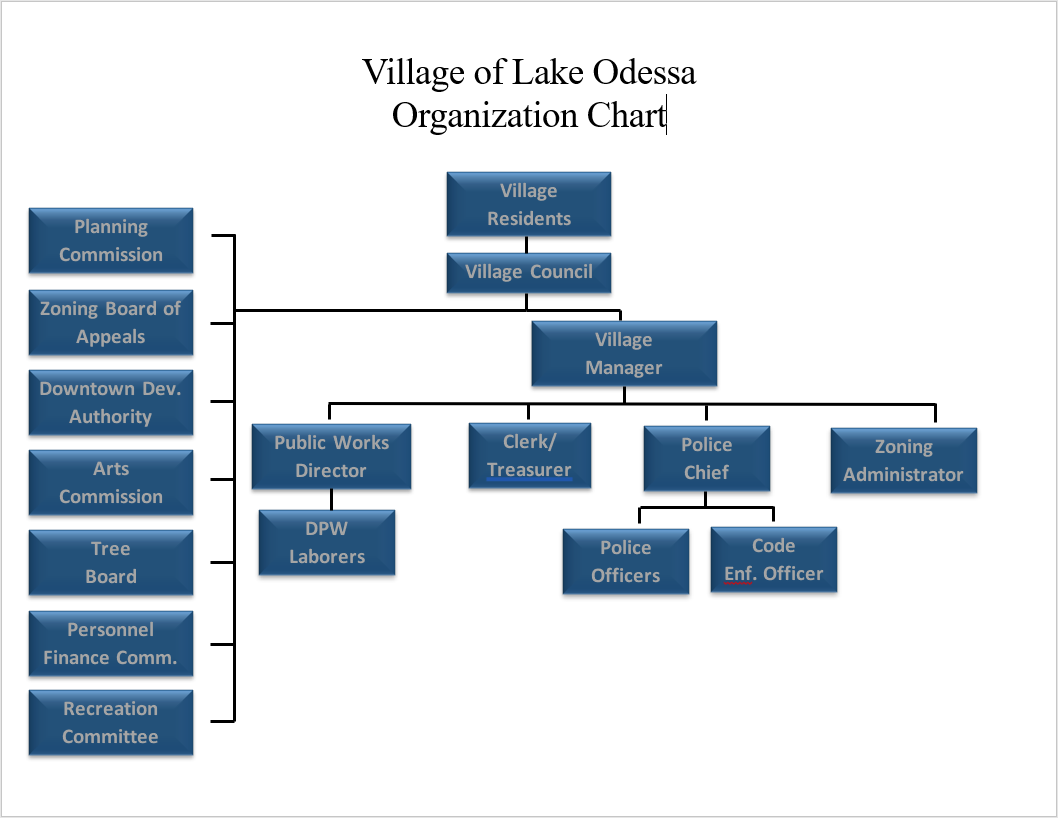 Village of Lake Odessa
Organization Chart
Village
Residents
Village Council
Village
Manager
Planning
Commission
Zoning Board of
Appeals
Downtown Dev.
Authority
Arts
Commission
Tree
Board
Personnel
Finance Comm.
Recreation
Committee
Public Works
Director
Clerk/
Treasurer
Police
Chief
Zoning
Administrator
DPW
Laborers
Police
Officers
Code
Enf. Officer